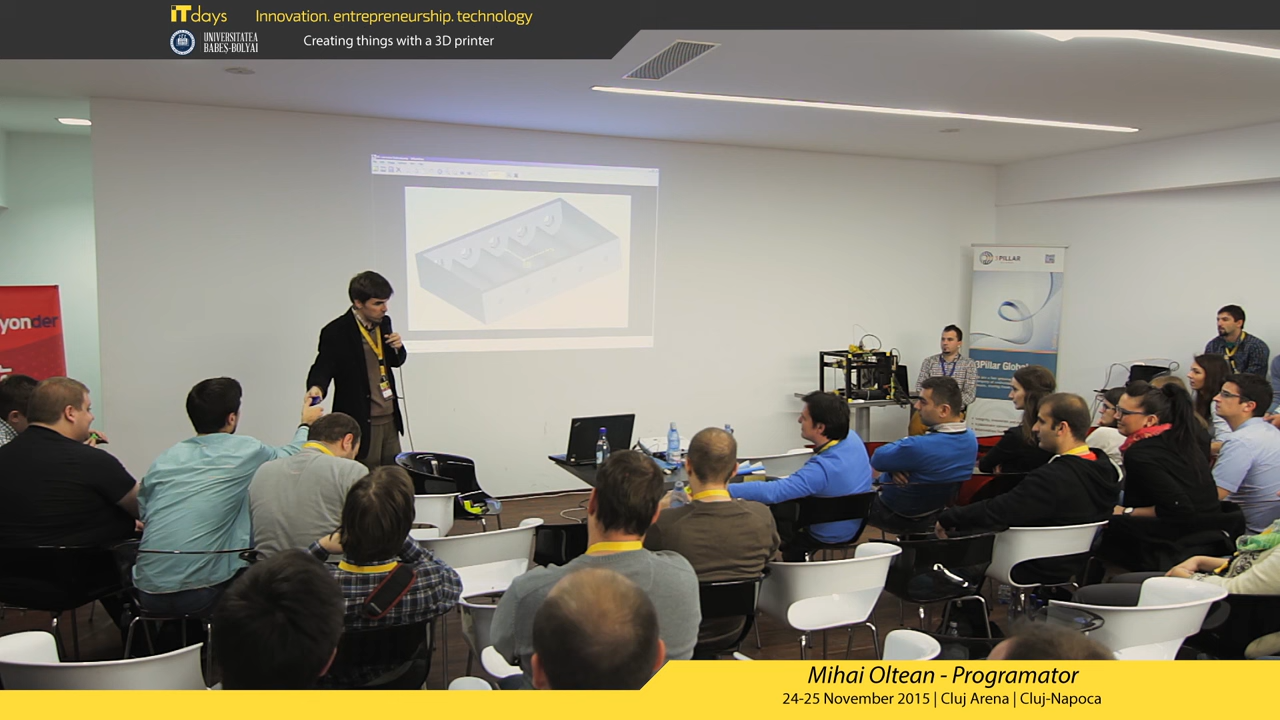 iTdays
Innovation. entrepreneurship. technology
UNIVERSITATEA
BABEȘ-BOLYAI
Creating things with a 3D printer
3PILLAR
3Pillar Global
yonder
Mihai Oltean - Programator
24-25 November 2015 | Cluj Arena | Cluj-Napoca